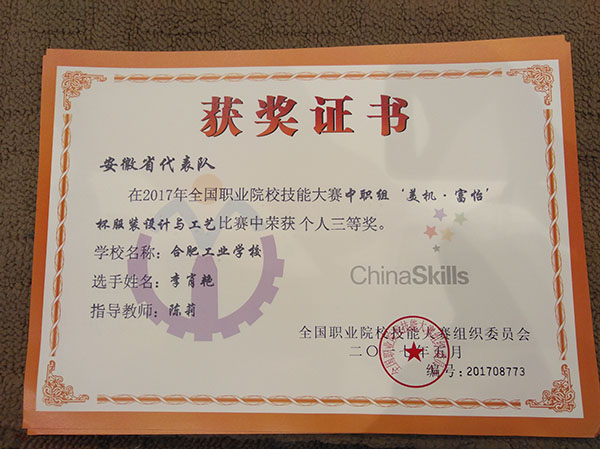 获奖证书
安徽省代表队
在2017年全国职业院校技能大赛中职组'美机·富怡'
杯服装设计与工艺比赛中荣获 个人三等奖。
学校名称：合肥工业学校
选手姓名：李肖艳
指导教师：陈莉
ChinaSkills
全国职业院校技能大赛组织委员会
二〇一七年五月
编号:201708773